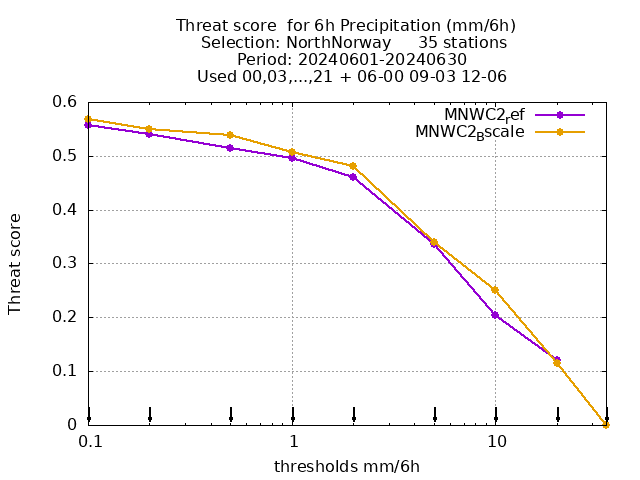 Threat score  for 6h Precipitation (mm/6h)
Selection: NorthNorway     35 stations
Period: 20240601-20240630
Used 00,03,...,21 + 06-00 09-03 12-06
MNWC2ref
MNWC2Bscale
0.6
0.5
0.4
0.3
0.2
0.1
0
Threat score
0.1 1 10
thresholds mm/6h